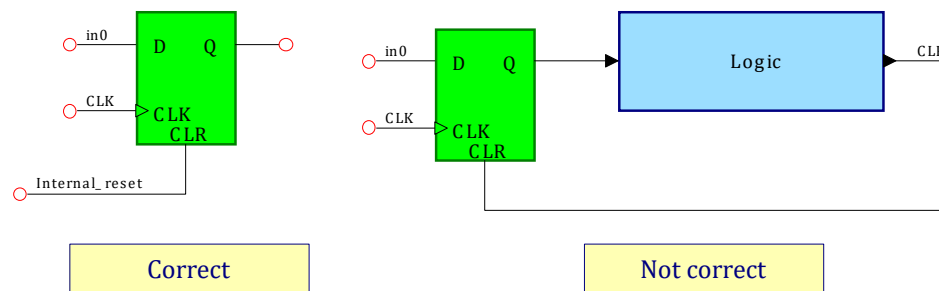 in0
D
Q
CLK
CLK
CLR
Internal_reset
Correct
in0
D
Q
CLK
CLK
CLR
Logic
Not correct